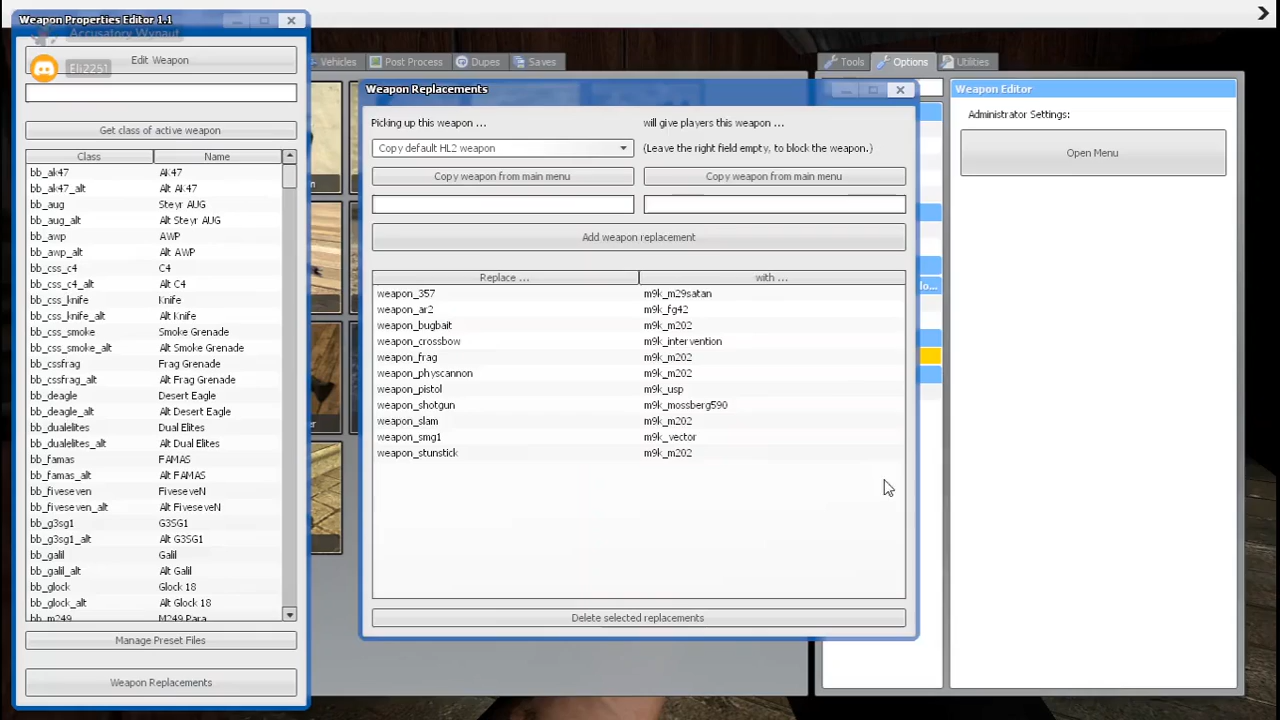 Weapon Properties Editor 1.1
Accusatory Wynaut
Edit Weapon
Eli2251
Get class of active weapon
Class Name
bb_ak47 AK47
bb_ak47_alt Alt AK47
bb_aug Steyr AUG
bb_aug_alt Alt Steyr AUG
bb_awp AWP
bb_awp_alt Alt AWP
bb_css_c4 C4
bb_css_c4_alt Alt C4
bb_css_knife Knife
bb_css_knife_alt Alt Knife
bb_css_smoke Smoke Grenade
bb_css_smoke_alt Alt Smoke Grenade
bb_cssfrag Frag Grenade
bb_cssfrag_alt Alt Frag Grenade
bb_deagle Desert Eagle
bb_deagle_alt Alt Desert Eagle
bb_dualelites Dual Elites
bb_dualelites_alt Alt Dual Elites
bb_famas FAMAS
bb_famas_alt Alt FAMAS
bb_fiveseven FiveseveN
bb_fiveseven_alt Alt FiveseveN
bb_g3sg1 G3SG1
bb_g3sg1_alt Alt G3SG1
bb_galil Galil
bb_galil_alt Alt Galil
bb_glock Glock 18
bb_glock_alt Alt Glock 18
bb_m249 M249 Para
Manage Preset Files
Weapon Replacements
Vehicles Post Process Dupes Saves
Weapon Replacements
Picking up this weapon ... will give players this weapon ...
Copy default HL2 weapon (Leave the right field empty, to block the weapon.)
Copy weapon from main menu Copy weapon from main menu
Add weapon replacement
Replace ... with ...
weapon_357 m9k_m29satan
weapon_ar2 m9k_fg42
weapon_bugbait m9k_m202
weapon_crossbow m9k_intervention
weapon_frag m9k_m202
weapon_physcannon m9k_m202
weapon_pistol m9k_usp
weapon_shotgun m9k_mossberg590
weapon_slam m9k_m202
weapon_smg1 m9k_vector
weapon_stunstick m9k_m202
Delete selected replacements
Tools Options Utilities
Weapon Editor
Administrator Settings:
Open Menu